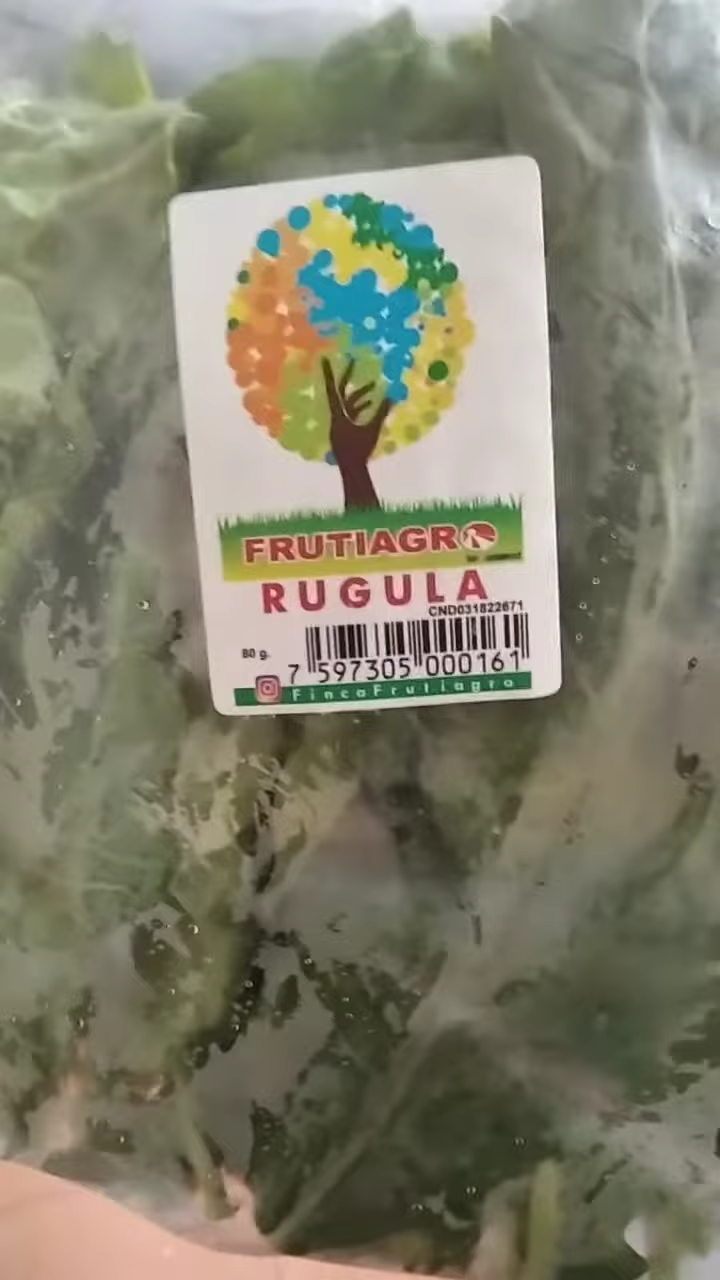 FRUTIAGRO
RUGULA
CND031822671
80 g.
7 597305 000161
FincaFrutiagro